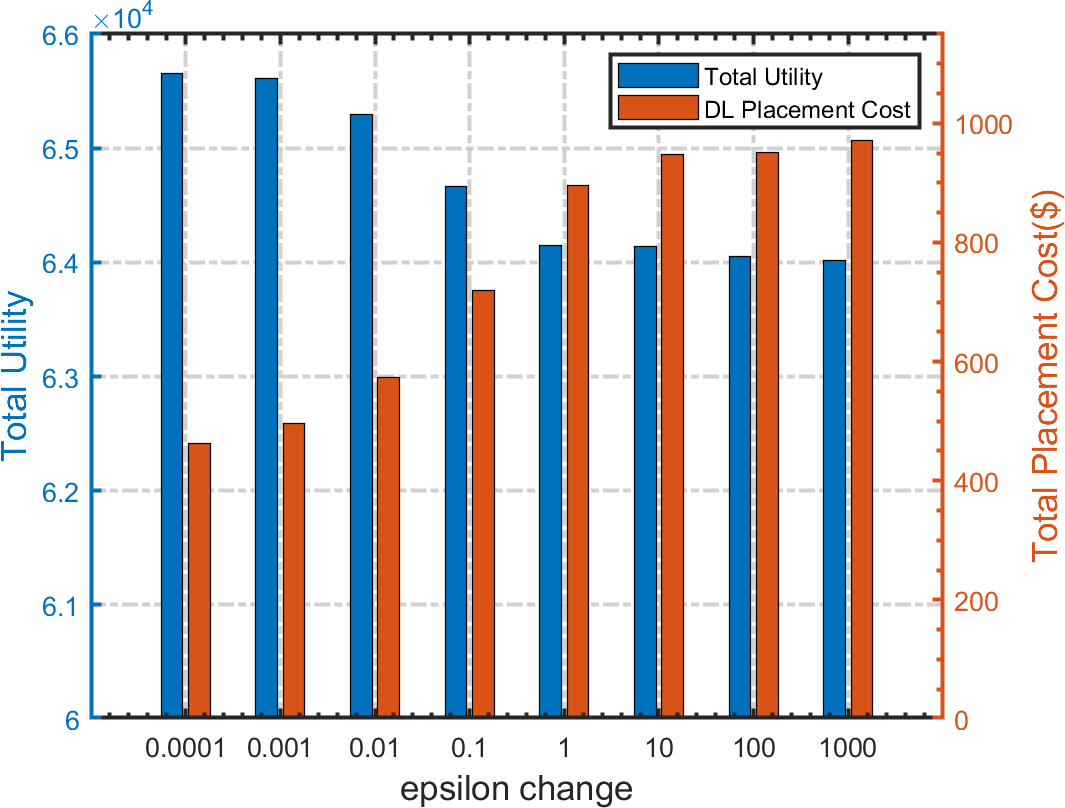 ×10⁴
6.6
6.5
6.4
6.3
6.2
6.1
6
Total Utility
Total Utility
DL Placement Cost
1000
800
600
400
200
0
Total Placement Cost($)
0.0001 0.001 0.01 0.1 1 10 100 1000
epsilon change